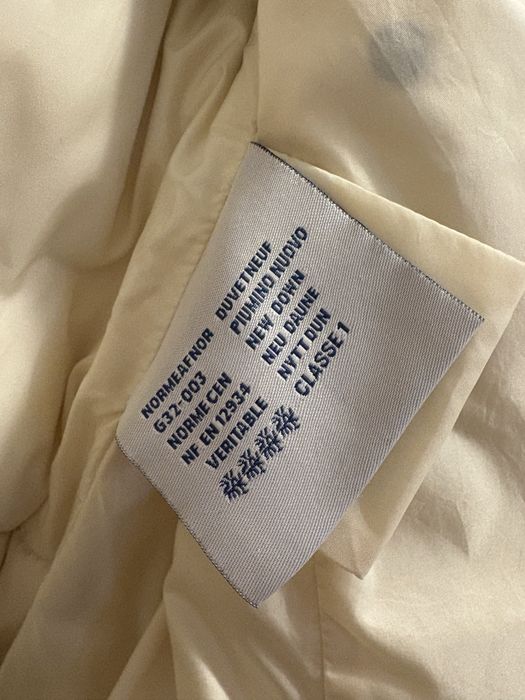 NORMEAFNOR DUVETNEUF
G32-003 PIUMINO NUOVO
NORME CEN NEW DOWN
NF EN 12934 NEU DAUNE
VERITABLE NYTT DUN
CLASSE 1